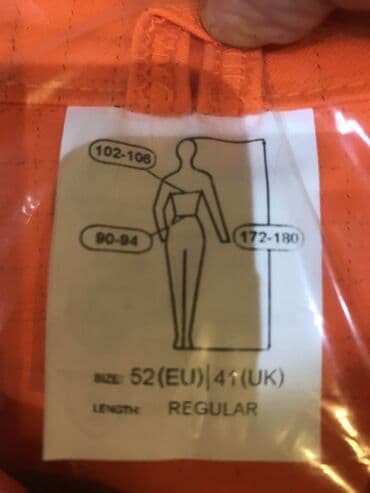 102-106
90-94
172-180
SIZE: 52(EU)|41(UK)
LENGTH: REGULAR